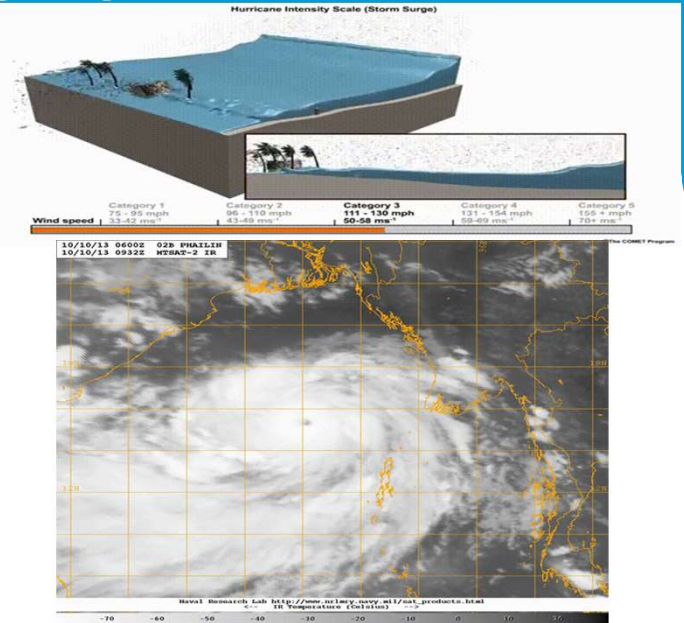 Hurricane Intensity Scale (Storm Surge)
Category 1 Category 2 Category 3 Category 4 Category 5
75 - 95 mph 96 - 110 mph 111 - 130 mph 131 - 154 mph 155 + mph
Wind speed 33-42 ms⁻¹ 43-49 ms⁻¹ 50-58 ms⁻¹ 59-69 ms⁻¹ 70+ ms⁻¹
©The COMET Program
10/10/13 0600Z 02B PHAILIN
10/10/13 0932Z MTSAT-2 IR
Naval Research Lab http://www.nrlmry.navy.mil/sat_products.html
<-- IR Temperature (Celsius) -->
-70 -60 -50 -40 -30 -20 -10 0 10 20